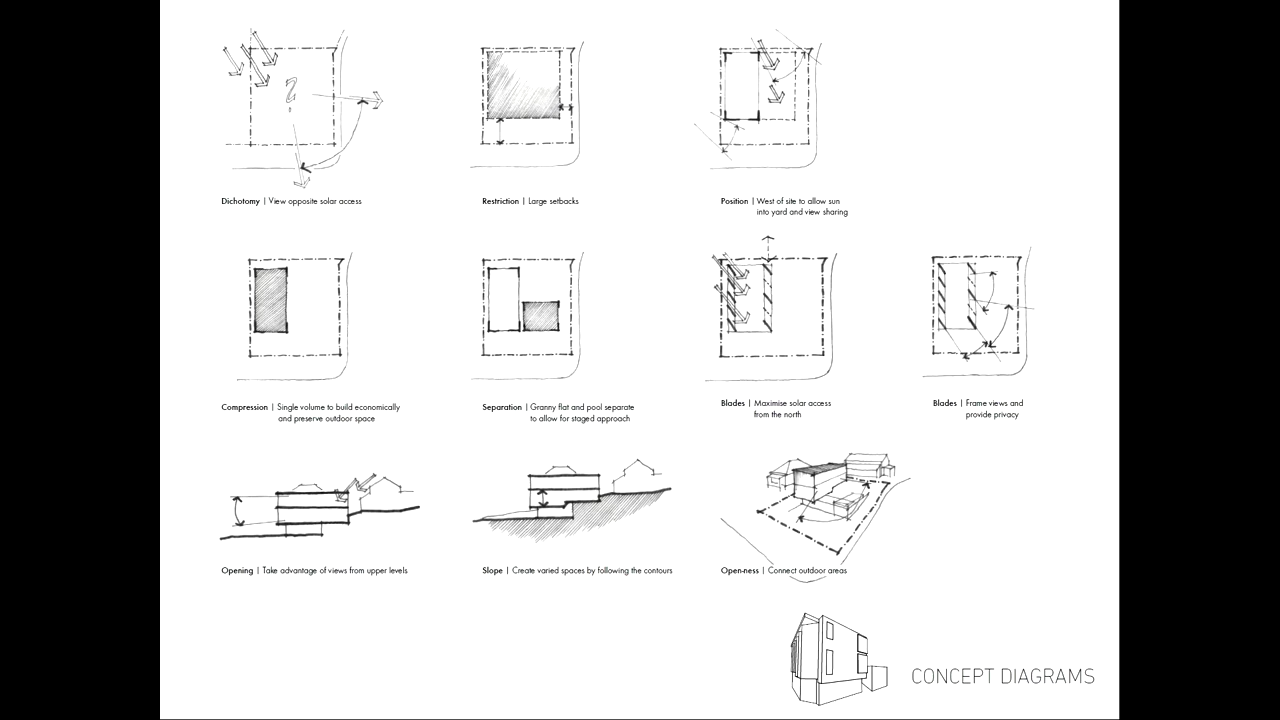 ?
Dichotomy | View opposite solar access
Restriction | Large setbacks
Position | West of site to allow sun
into yard and view sharing
Compression | Single volume to build economically
and preserve outdoor space
Separation | Granny flat and pool separate
to allow for staged approach
Blades | Maximise solar access
from the north
Blades | Frame views and
provide privacy
Opening | Take advantage of views from upper levels
Slope | Create varied spaces by following the contours
Open-ness | Connect outdoor areas
CONCEPT DIAGRAMS